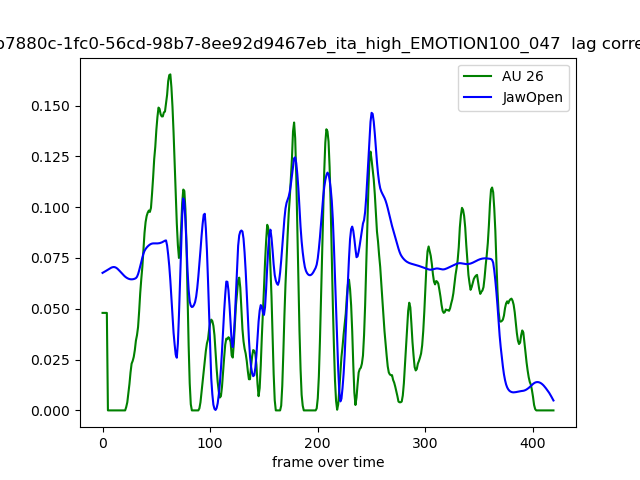 b7880c-1fc0-56cd-98b7-8ee92d9467eb_ita_high_EMOTION100_047 lag corre
AU 26
JawOpen
0.150
0.125
0.100
0.075
0.050
0.025
0.000
0 100 200 300 400
frame over time